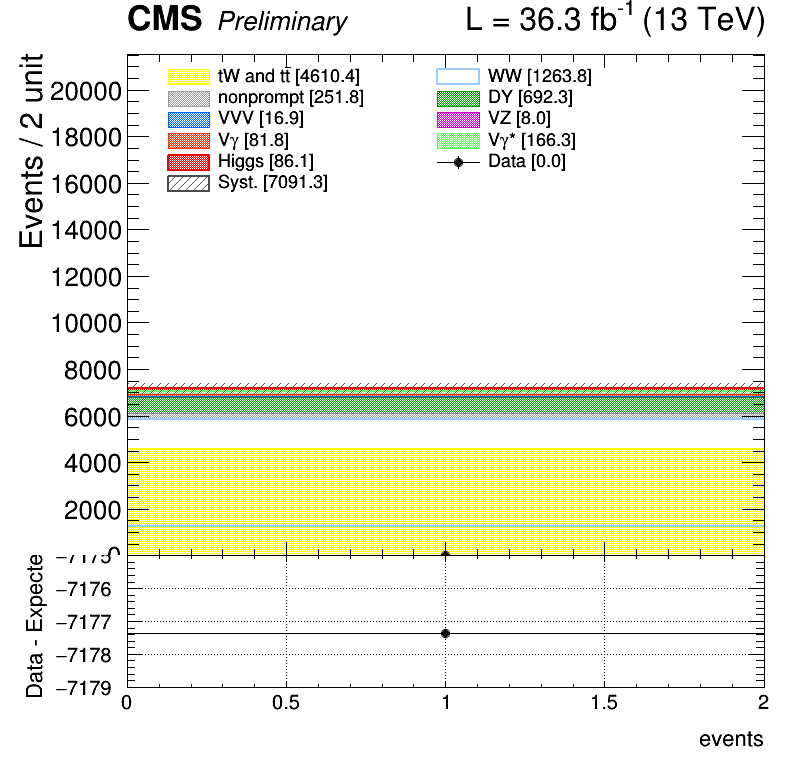 CMS Preliminary L = 36.3 fb⁻¹ (13 TeV)
Events / 2 unit
tW and tt̄ [4610.4]
nonprompt [251.8]
VVV [16.9]
Vγ [81.8]
Higgs [86.1]
Syst. [7091.3]
WW [1263.8]
DY [692.3]
VZ [8.0]
Vγ* [166.3]
Data [0.0]
20000
18000
16000
14000
12000
10000
8000
6000
4000
2000
0
Data - Expecte
−7175
−7176
−7177
−7178
−7179
0 0.5 1 1.5 2
events